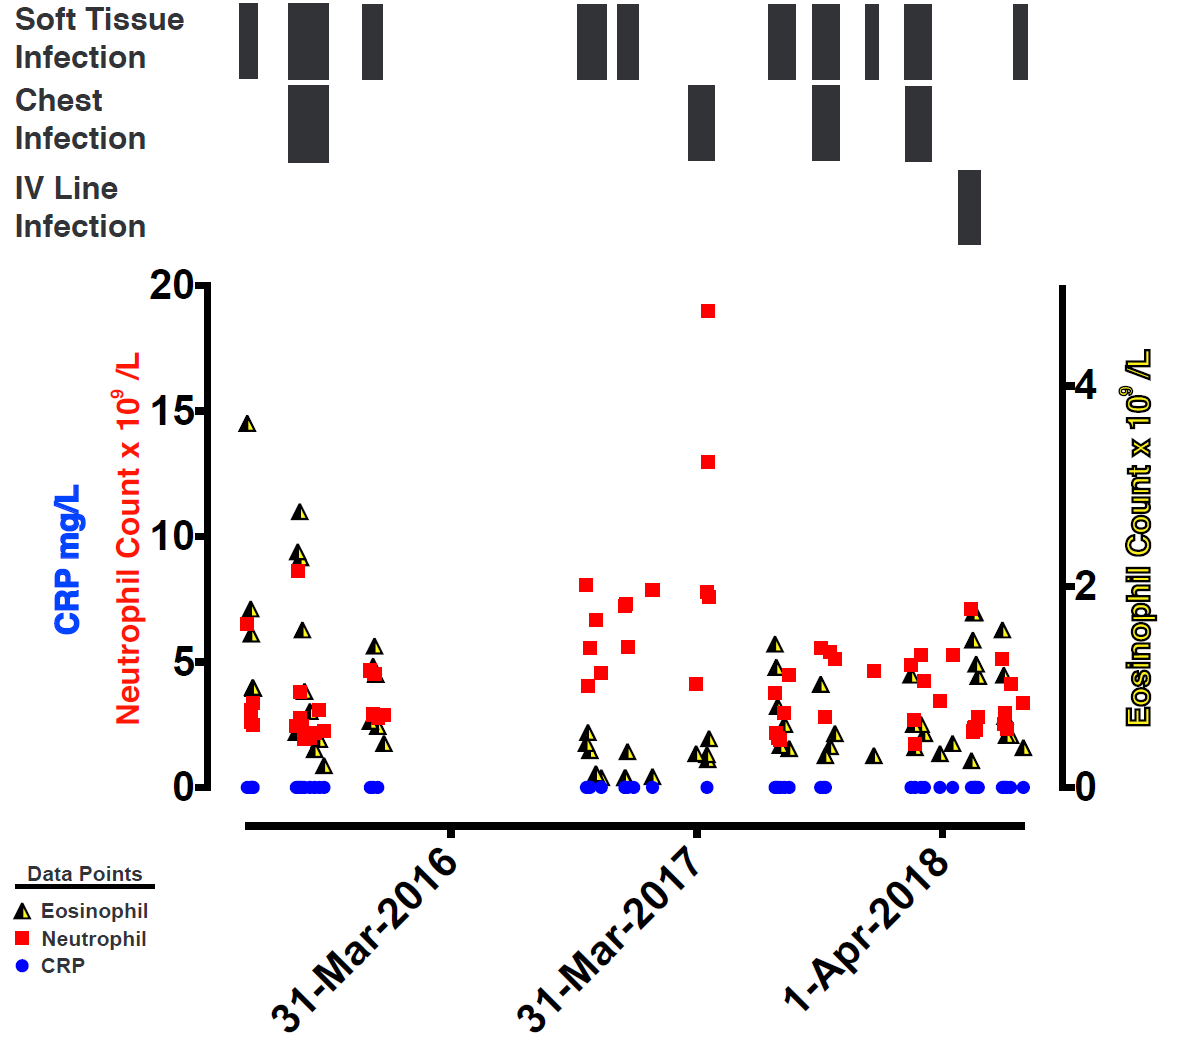 Soft Tissue
Infection
Chest
Infection
IV Line
Infection
20
15
10
5
0
CRP mg/L
Neutrophil Count x 10⁹ /L
4
2
0
Eosinophil Count x 10⁹ /L
31-Mar-2016
31-Mar-2017
1-Apr-2018
Data Points
Eosinophil
Neutrophil
CRP